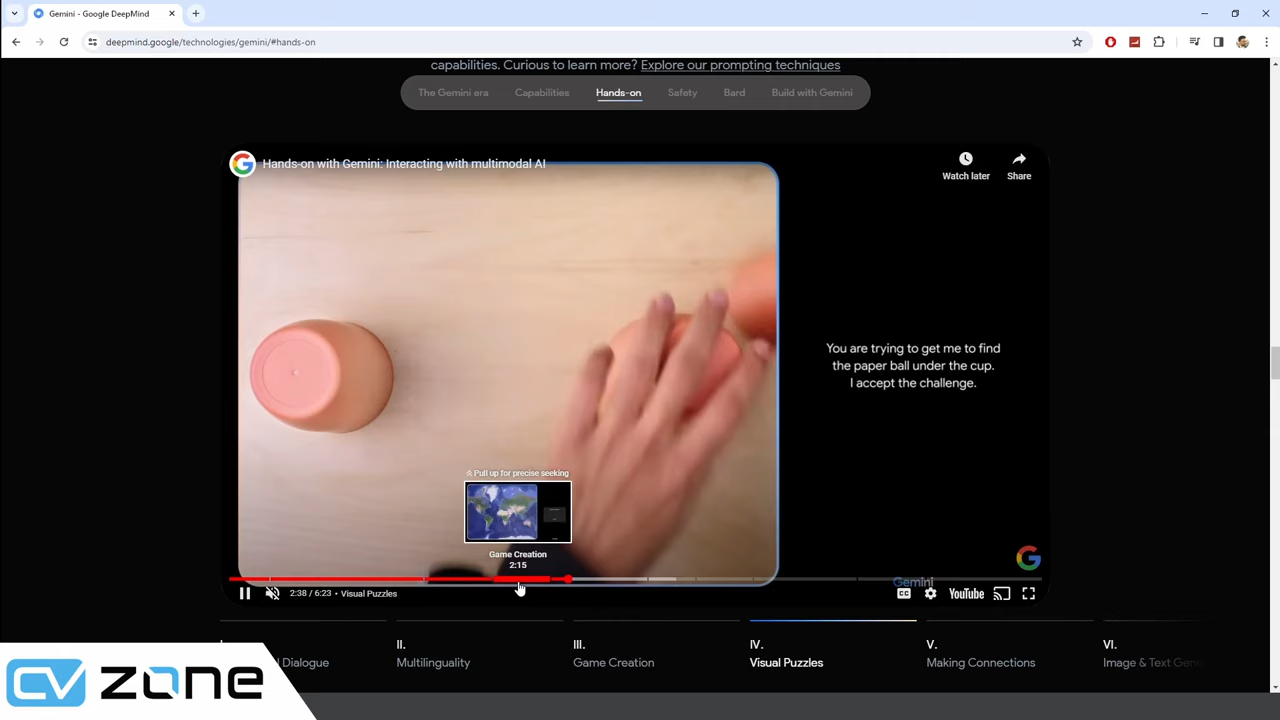 Gemini - Google DeepMind
deepmind.google/technologies/gemini/#hands-on
capabilities. Curious to learn more? Explore our prompting techniques
The Gemini era
Capabilities
Hands-on
Safety
Bard
Build with Gemini
Hands-on with Gemini: Interacting with multimodal AI
Watch later
Share
You are trying to get me to find
the paper ball under the cup.
I accept the challenge.
Pull up for precise seeking
Game Creation
2:15
Gemini
2:38 / 6:23 • Visual Puzzles
CC
YouTube
II.
III.
IV.
V.
VI.
Dialogue
Multilinguality
Game Creation
Visual Puzzles
Making Connections
Image & Text
CV zone